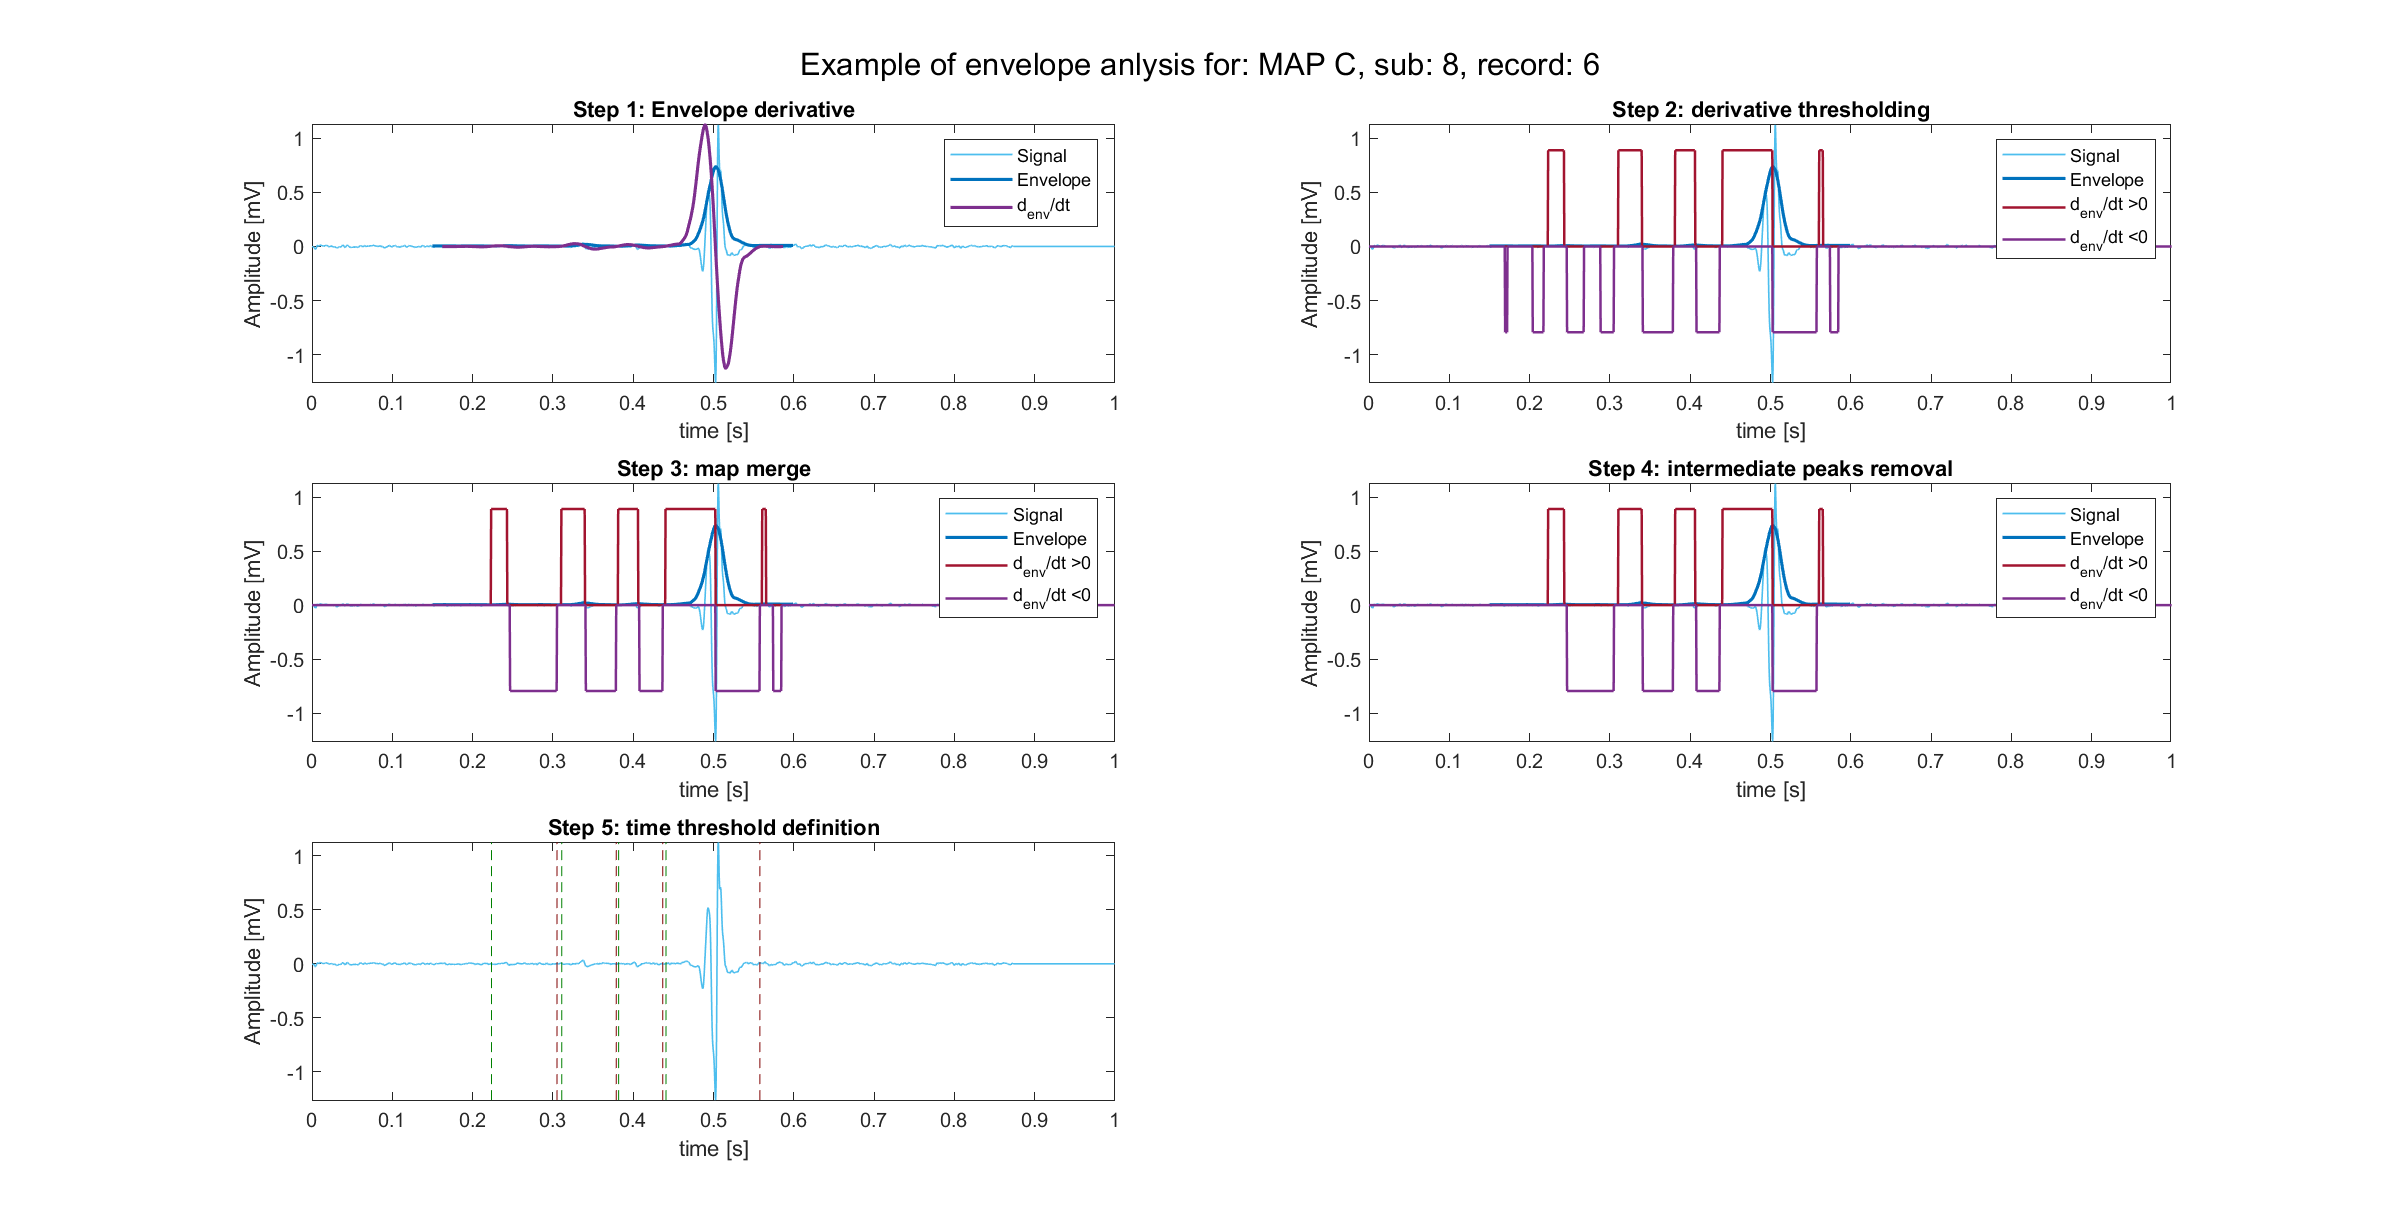 Example of envelope anlysis for: MAP C, sub: 8, record: 6
Step 1: Envelope derivative
Amplitude [mV]
1
0.5
0
-0.5
-1
0 0.1 0.2 0.3 0.4 0.5 0.6 0.7 0.8 0.9 1
time [s]
Signal
Envelope
d_env/dt
Step 2: derivative thresholding
Amplitude [mV]
1
0.5
0
-0.5
-1
0 0.1 0.2 0.3 0.4 0.5 0.6 0.7 0.8 0.9 1
time [s]
Signal
Envelope
d_env/dt >0
d_env/dt <0
Step 3: map merge
Amplitude [mV]
1
0.5
0
-0.5
-1
0 0.1 0.2 0.3 0.4 0.5 0.6 0.7 0.8 0.9 1
time [s]
Signal
Envelope
d_env/dt >0
d_env/dt <0
Step 4: intermediate peaks removal
Amplitude [mV]
1
0.5
0
-0.5
-1
0 0.1 0.2 0.3 0.4 0.5 0.6 0.7 0.8 0.9 1
time [s]
Signal
Envelope
d_env/dt >0
d_env/dt <0
Step 5: time threshold definition
Amplitude [mV]
1
0.5
0
-0.5
-1
0 0.1 0.2 0.3 0.4 0.5 0.6 0.7 0.8 0.9 1
time [s]